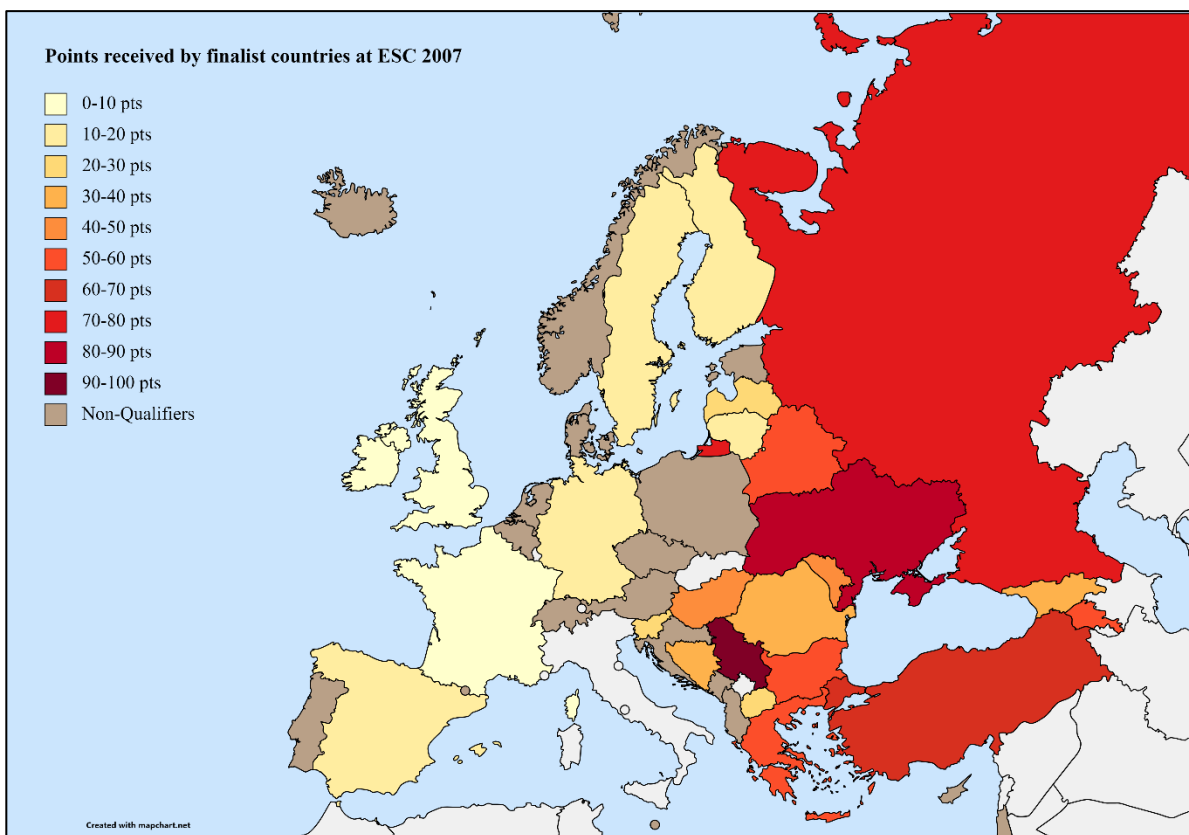 Points received by finalist countries at ESC 2007
0-10 pts
10-20 pts
20-30 pts
30-40 pts
40-50 pts
50-60 pts
60-70 pts
70-80 pts
80-90 pts
90-100 pts
Non-Qualifiers
Created with mapchart.net